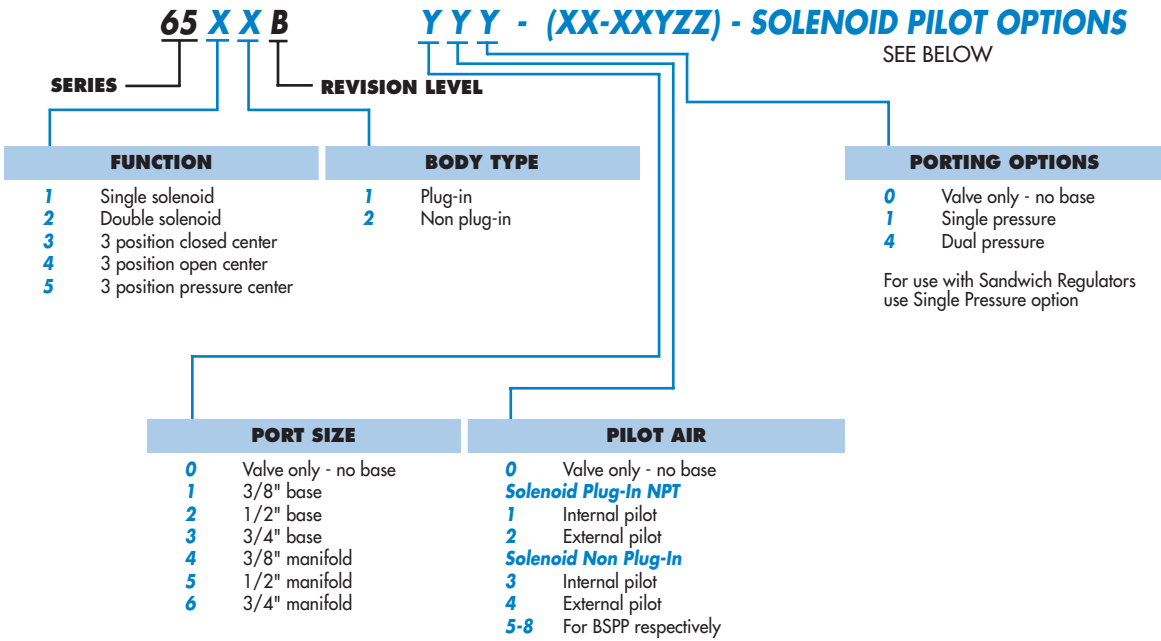 65 X X B Y Y Y - (XX-XXYZZ) - SOLENOID PILOT OPTIONS
SEE BELOW
SERIES
REVISION LEVEL
FUNCTION
1 Single solenoid
2 Double solenoid
3 3 position closed center
4 3 position open center
5 3 position pressure center
BODY TYPE
1 Plug-in
2 Non plug-in
PORTING OPTIONS
0 Valve only - no base
1 Single pressure
4 Dual pressure
For use with Sandwich Regulators
use Single Pressure option
PORT SIZE
0 Valve only - no base
1 3/8" base
2 1/2" base
3 3/4" base
4 3/8" manifold
5 1/2" manifold
6 3/4" manifold
PILOT AIR
0 Valve only - no base
Solenoid Plug-In NPT
1 Internal pilot
2 External pilot
Solenoid Non Plug-In
3 Internal pilot
4 External pilot
5-8 For BSPP respectively